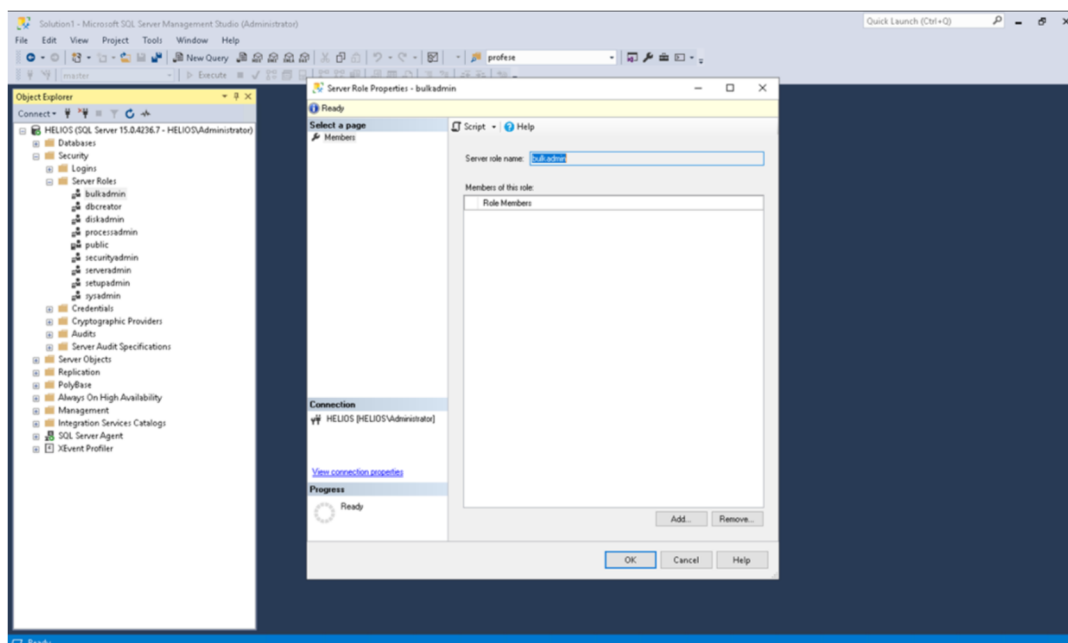 Solution1 - Microsoft SQL Server Management Studio (Administrator)
Quick Launch (Ctrl+Q)
File Edit View Project Tools Window Help
New Query
profese
master
Execute
Object Explorer
Connect
HELIOS (SQL Server 15.0.4236.7 - HELIOS\Administrator)
Databases
Security
Logins
Server Roles
bulkadmin
dbcreator
diskadmin
processadmin
public
securityadmin
serveradmin
setupadmin
sysadmin
Credentials
Cryptographic Providers
Audits
Server Audit Specifications
Server Objects
Replication
PolyBase
Always On High Availability
Management
Integration Services Catalogs
SQL Server Agent
XEvent Profiler
Server Role Properties - bulkadmin
Ready
Select a page
Members
Connection
HELIOS [HELIOS\Administrator]
View connection properties
Progress
Ready
Script
Help
Server role name: bulkadmin
Members of this role:
Role Members
Add... Remove...
OK Cancel Help
Ready